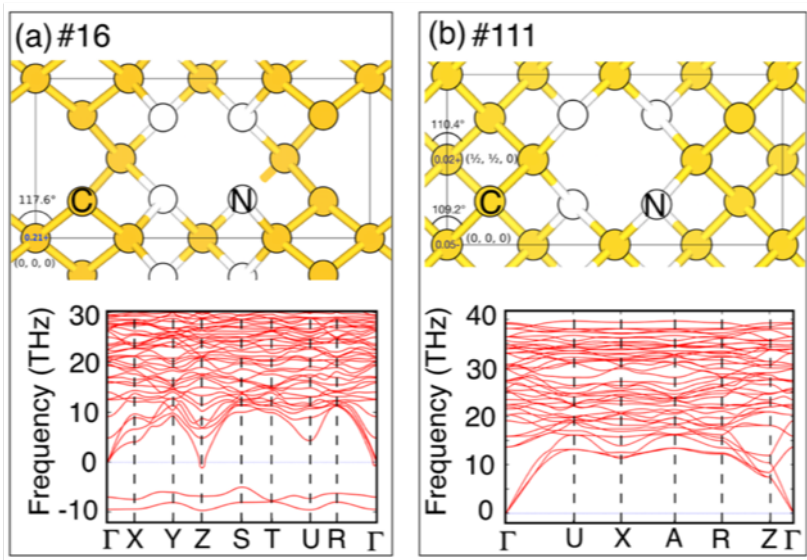 (a) #16
117.6°
C
N
0.21+
(0, 0, 0)
Frequency (THz)
30
20
10
0
-10
Γ X Y Z S T U R Γ
(b) #111
110.4°
0.02+ (½, ½, 0)
109.2°
C
N
0.05- (0, 0, 0)
Frequency (THz)
40
30
20
10
0
Γ U X A R Z Γ